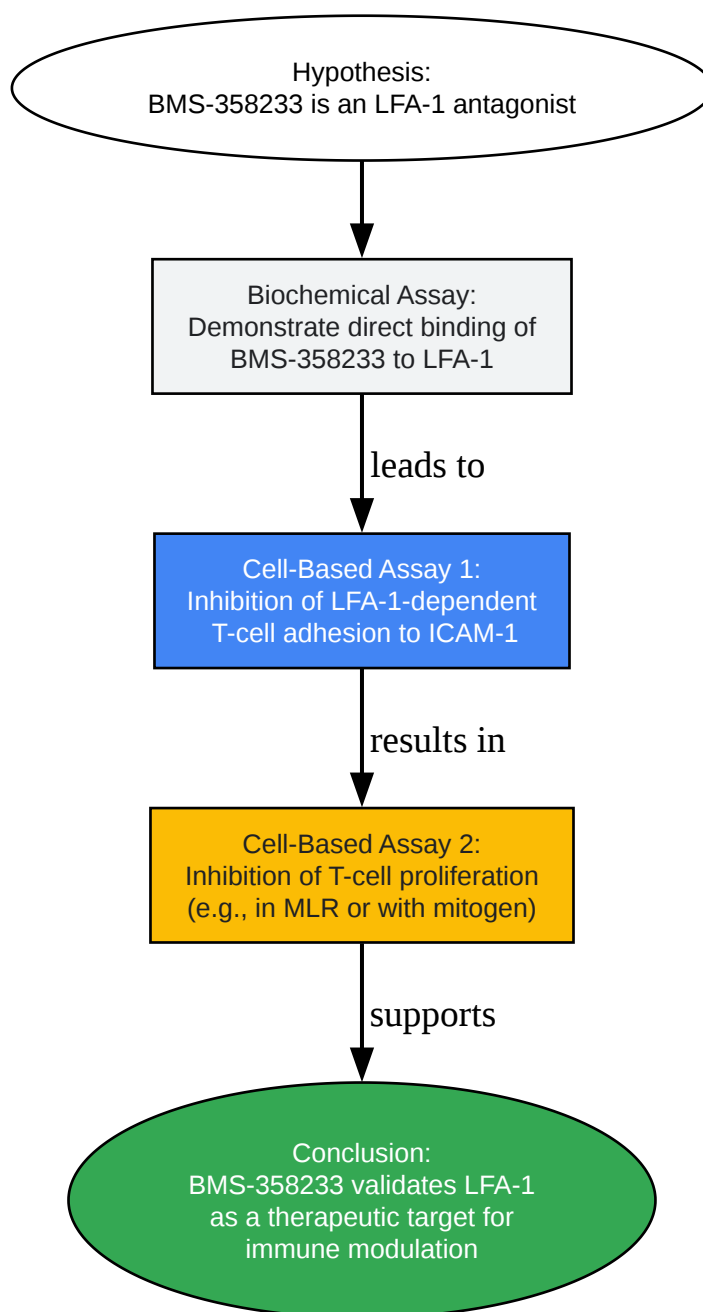 Hypothesis:
BMS-358233 is an LFA-1 antagonist
Biochemical Assay:
Demonstrate direct binding of
BMS-358233 to LFA-1
leads to
Cell-Based Assay 1:
Inhibition of LFA-1-dependent
T-cell adhesion to ICAM-1
results in
Cell-Based Assay 2:
Inhibition of T-cell proliferation
(e.g., in MLR or with mitogen)
supports
Conclusion:
BMS-358233 validates LFA-1
as a therapeutic target for
immune modulation